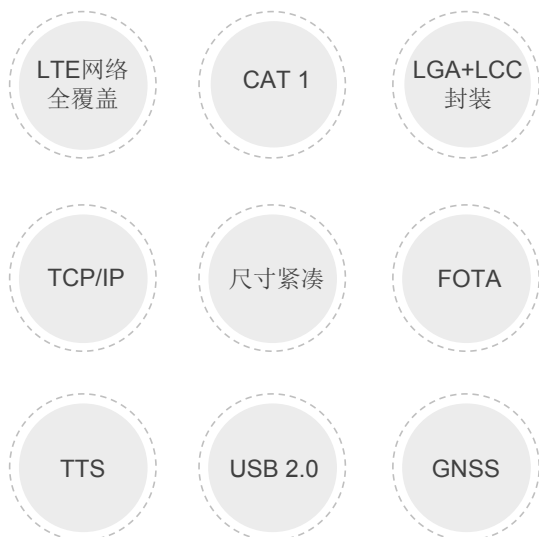 LTE网络
全覆盖
CAT 1
LGA+LCC
封装
TCP/IP
尺寸紧凑
FOTA
TTS
USB 2.0
GNSS